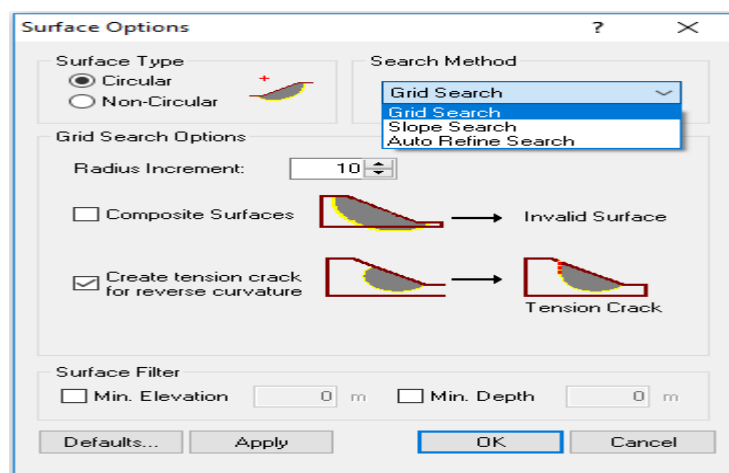 Surface Options
?
Surface Type
Circular
Non-Circular
Search Method
Grid Search
Grid Search
Slope Search
Auto Refine Search
Grid Search Options
Radius Increment: 10
Composite Surfaces
Invalid Surface
Create tension crack
for reverse curvature
Tension Crack
Surface Filter
Min. Elevation 0 m Min. Depth 0 m
Defaults... Apply OK Cancel